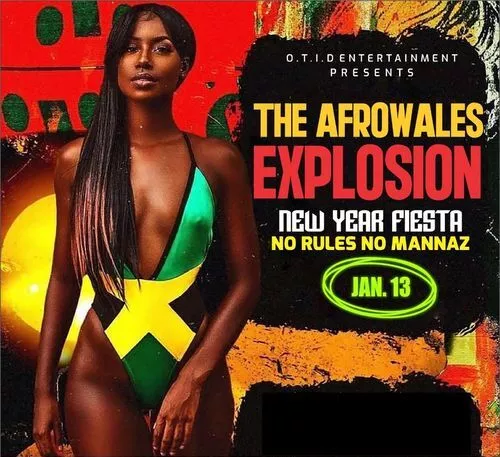 O.T.I.D ENTERTAINMENT
PRESENTS
THE AFROWALES
EXPLOSION
NEW YEAR FIESTA
NO RULES NO MANNAZ
JAN. 13